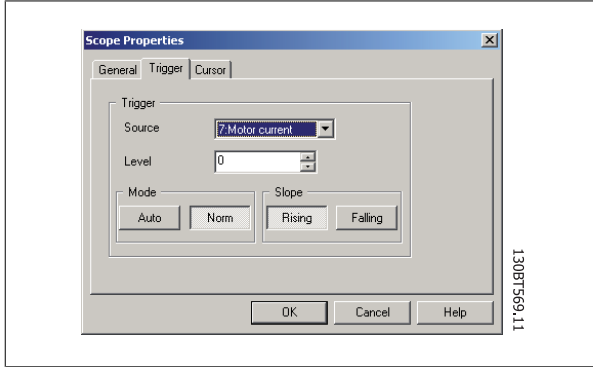 Scope Properties
General Trigger Cursor
Trigger
Source 7:Motor current
Level 0
Mode Slope
Auto Norm Rising Falling
OK Cancel Help
130BT569.11